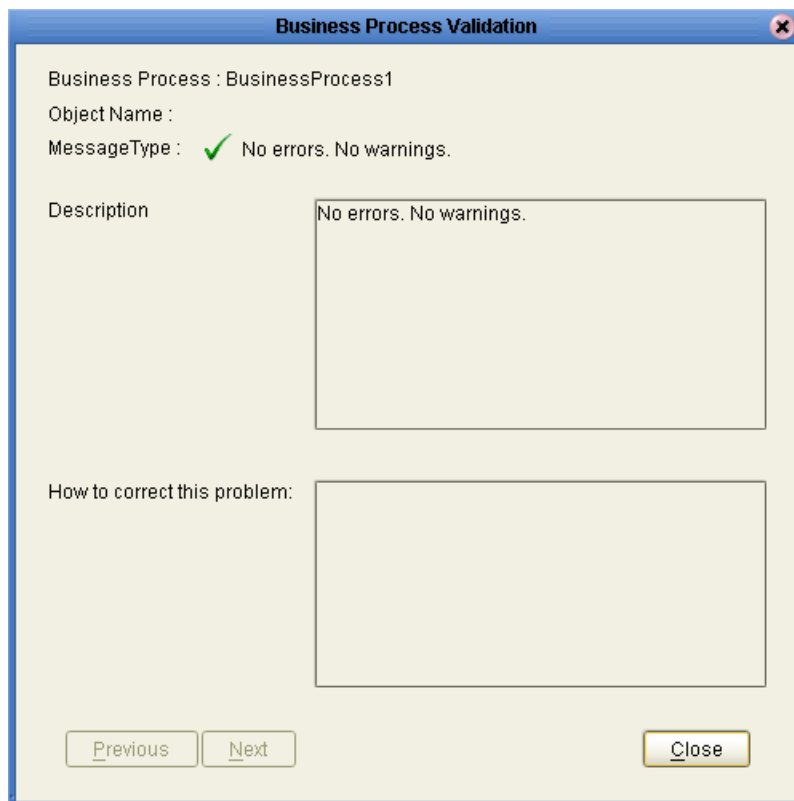 Business Process Validation
Business Process : BusinessProcess1
Object Name :
MessageType : No errors. No warnings.
Description
No errors. No warnings.
How to correct this problem:
Previous
Next
Close